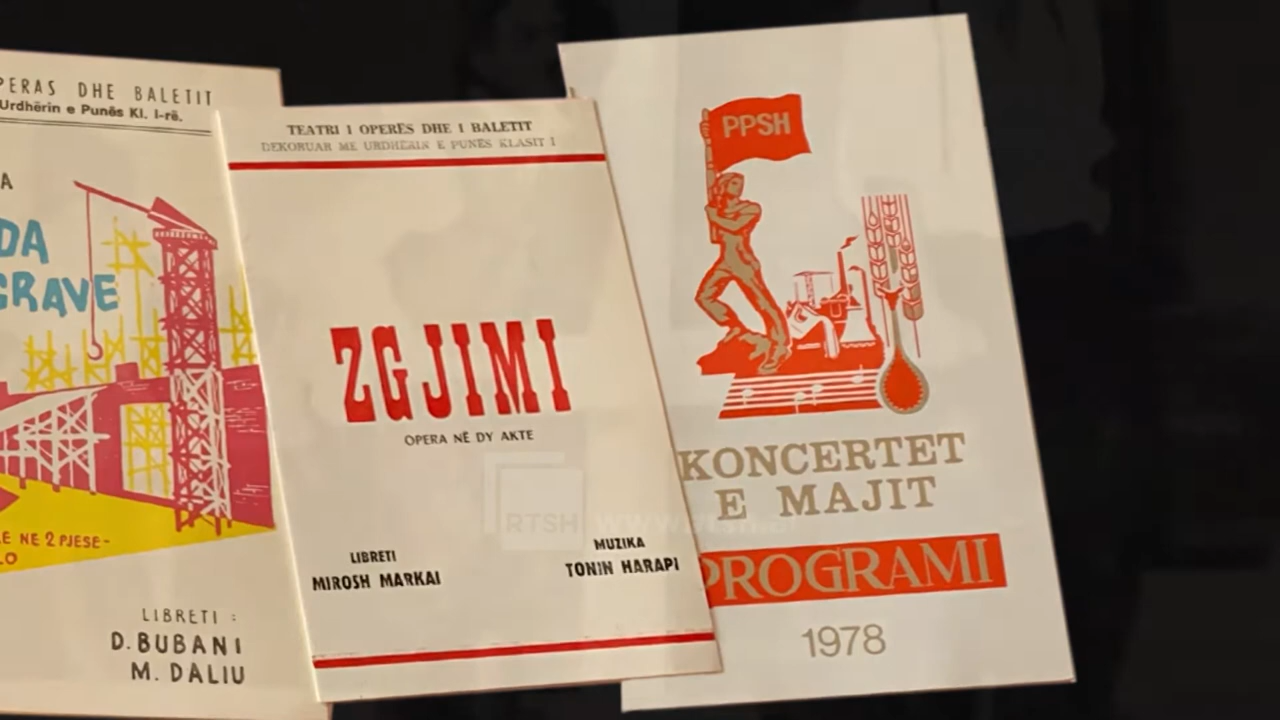 PERAS DHE BALETIT
Urdhërin e Punës Kl. I-rë.
A
DA
GRAVE
E NE 2 PJESE-
LO
LIBRETI :
D. BUBANI
M. DALIU
TEATRI I OPERËS DHE I BALETIT
DEKORUAR ME URDHËRIN E PUNËS KLASIT I
ZGJIMI
OPERA NË DY AKTE
LIBRETI
MIROSH MARKAI
MUZIKA
TONIN HARAPI
RTSH
PPSH
KONCERTET
E MAJIT
PROGRAMI
1978